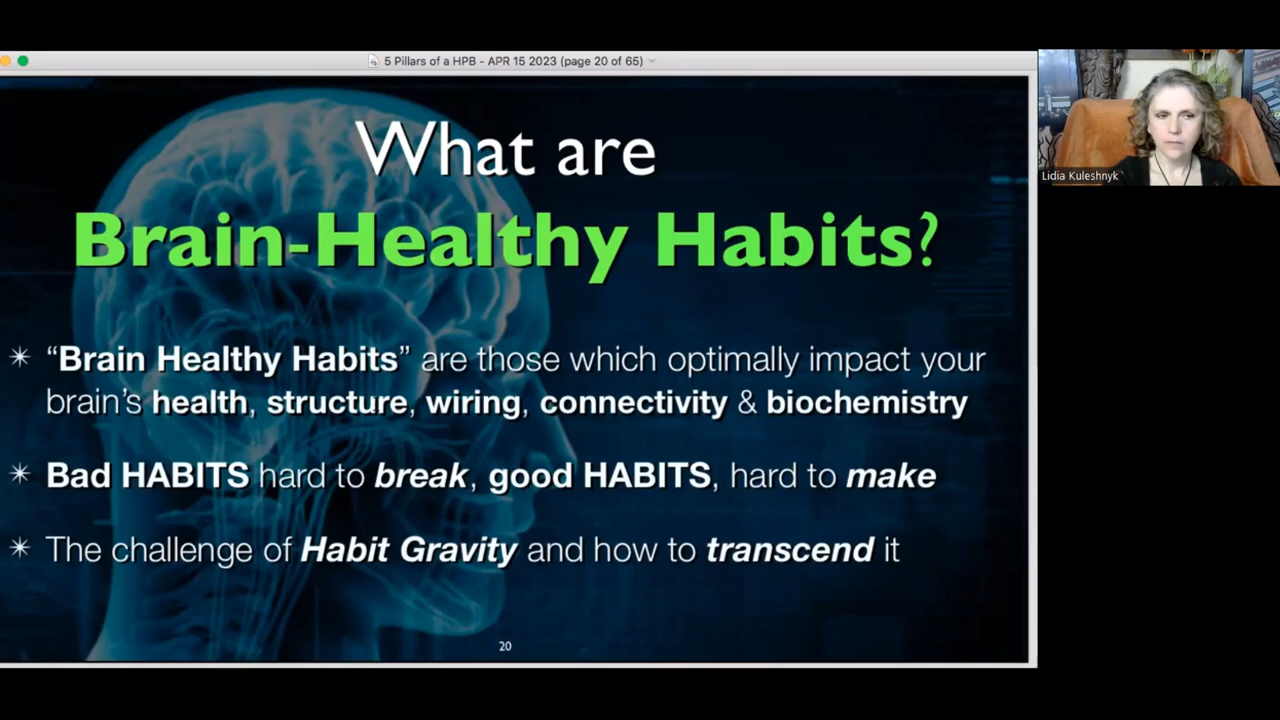 5 Pillars of a HPB - APR 15 2023 (page 20 of 65)
What are
Brain-Healthy Habits?
✴ “Brain Healthy Habits” are those which optimally impact your
brain’s health, structure, wiring, connectivity & biochemistry
✴ Bad HABITS hard to break, good HABITS, hard to make
✴ The challenge of Habit Gravity and how to transcend it
20
Lidia Kuleshnyk